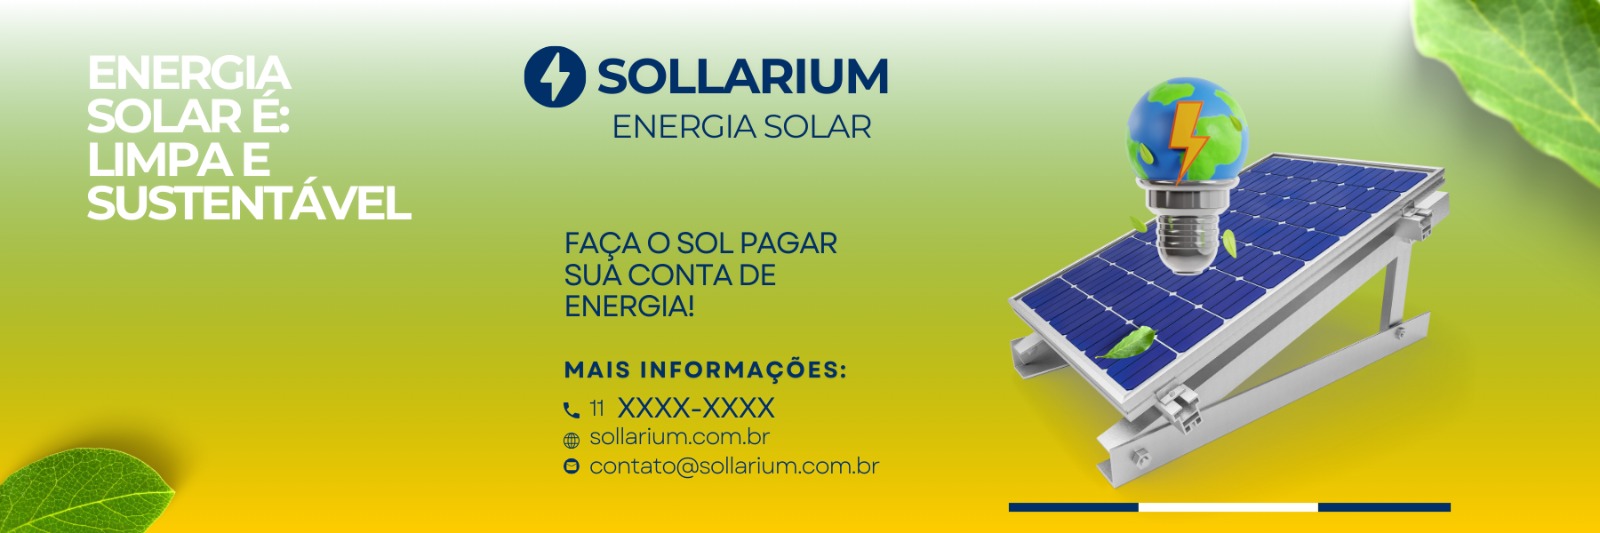 ENERGIA
SOLAR É:
LIMPA E
SUSTENTÁVEL
SOLLARIUM
ENERGIA SOLAR
FAÇA O SOL PAGAR
SUA CONTA DE
ENERGIA!
MAIS INFORMAÇÕES:
11 XXXX-XXXX
sollarium.com.br
contato@sollarium.com.br